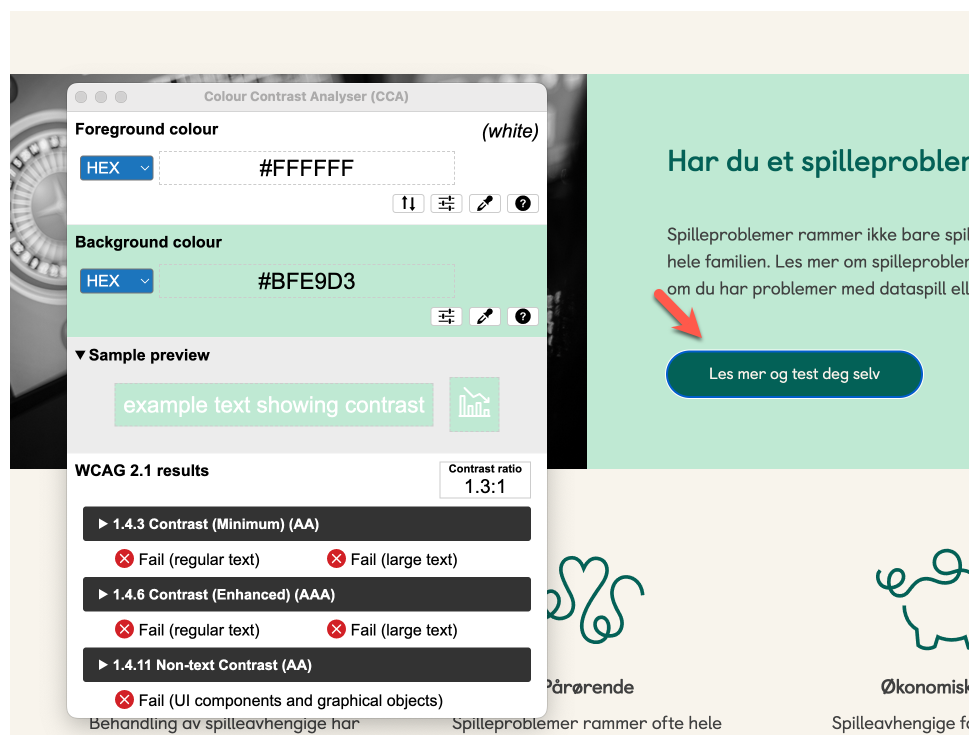 Colour Contrast Analyser (CCA)
Foreground colour
(white)
HEX
#FFFFFF
?
Background colour
HEX
#BFE9D3
?
Sample preview
example text showing contrast
WCAG 2.1 results
Contrast ratio
1.3:1
1.4.3 Contrast (Minimum) (AA)
Fail (regular text)
Fail (large text)
1.4.6 Contrast (Enhanced) (AAA)
Fail (regular text)
Fail (large text)
1.4.11 Non-text Contrast (AA)
Fail (UI components and graphical objects)
Har du et spilleproblem
Spilleproblemer rammer ikke bare spil
hele familien. Les mer om spilleproblem
om du har problemer med dataspill ell
Les mer og test deg selv
Pårørende
Økonomisk
Behandling av spilleavhengige har
Spilleproblemer rammer ofte hele
Spilleavhengige f